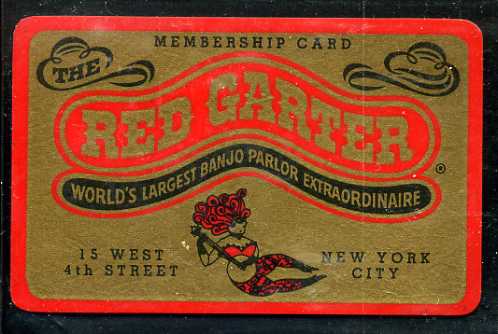 MEMBERSHIP CARD
THE
RED GARTER
®
WORLD'S LARGEST BANJO PARLOR EXTRAORDINAIRE
15 WEST
4th STREET
NEW YORK
CITY